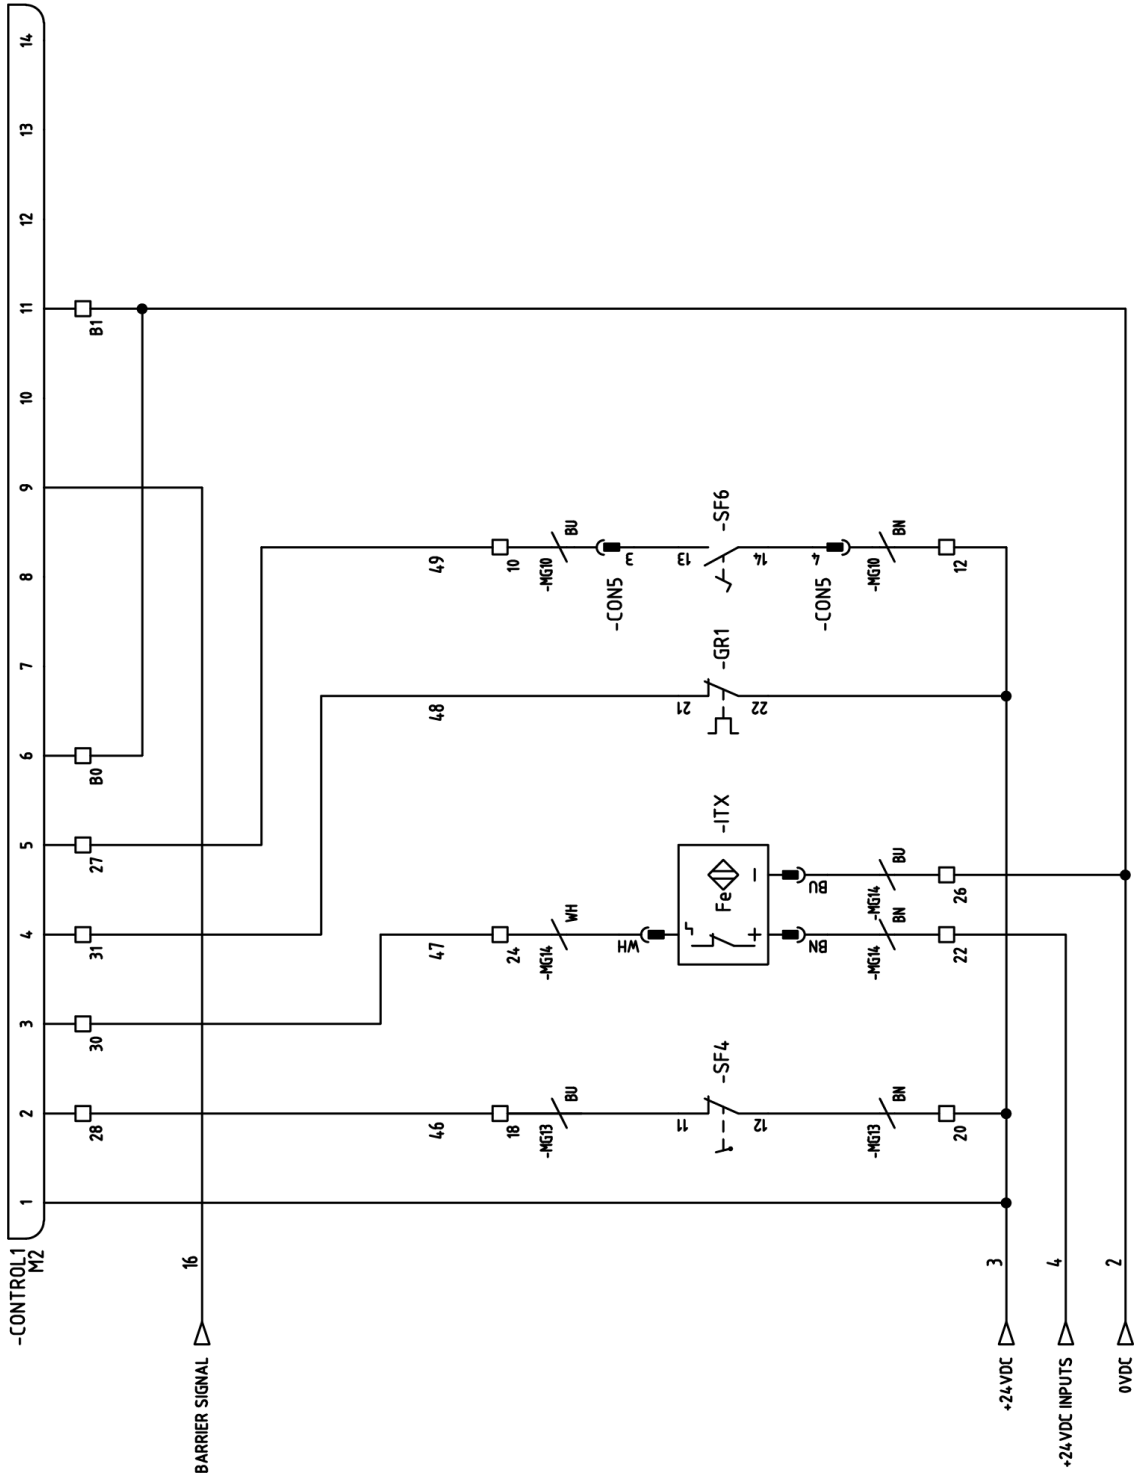 -CONTROL1
M2
1
2
3
4
5
6
7
8
9
10
11
12
13
14
28
30
31
27
B0
B1
46
47
48
49
18
24
10
-MG13
BU
-MG14
WH
-MG10
BU
WH
-CON5
3
11
12
-SF4
Fe
+
−
-ITX
21
22
-GR1
13
14
-SF6
-CON5
4
BN
BU
-MG13
BN
-MG14
BN
-MG14
BU
-MG10
BN
20
22
26
12
BARRIER SIGNAL
16
+24VDC
3
+24VDC INPUTS
4
0VDC
2